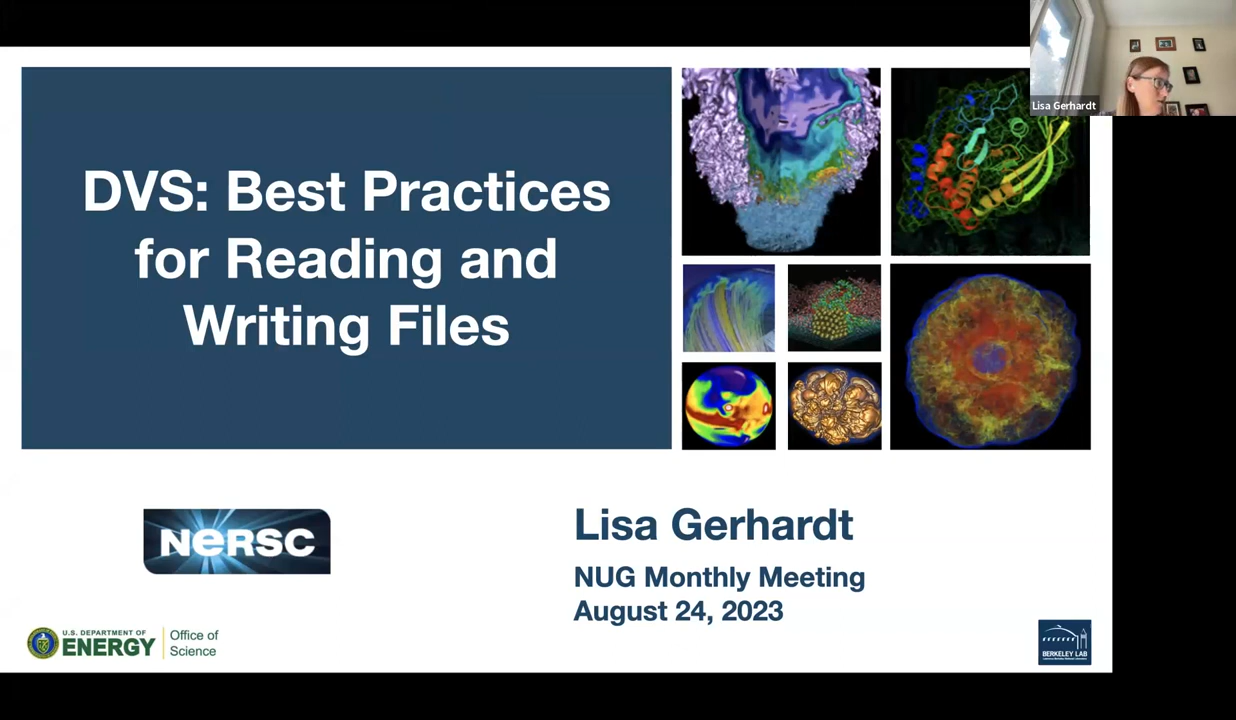 Lisa Gerhardt
DVS: Best Practices
for Reading and
Writing Files
NERSC
Lisa Gerhardt
NUG Monthly Meeting
August 24, 2023
U.S. DEPARTMENT OF
ENERGY
Office of
Science
BERKELEY LAB